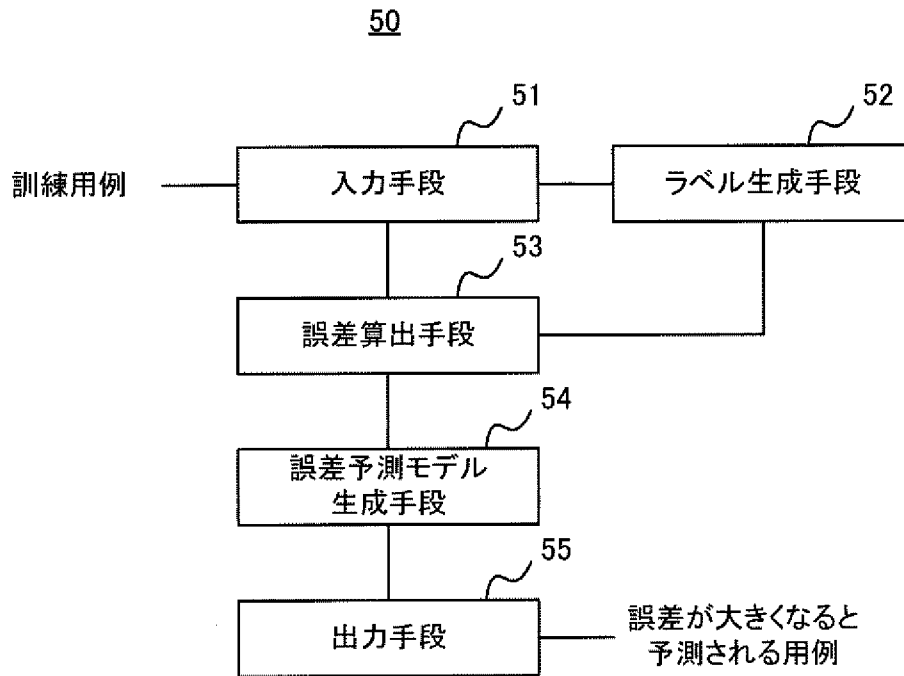 50
51
52
訓練用例
入力手段
ラベル生成手段
53
誤差算出手段
54
誤差予測モデル
生成手段
55
出力手段
誤差が大きくなると
予測される用例